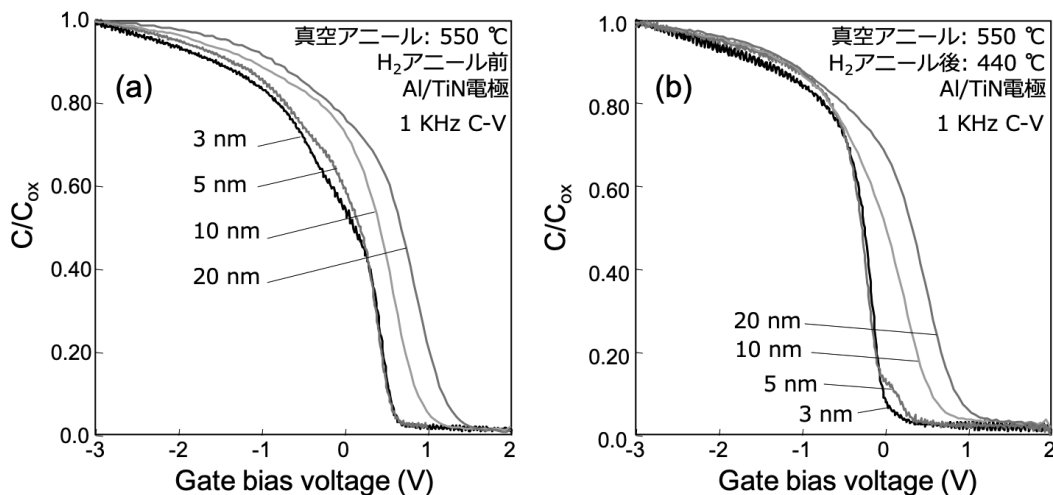 (a)
真空アニール: 550 ℃
H₂アニール前
Al/TiN電極
1 KHz C-V
3 nm
5 nm
10 nm
20 nm
C/Cox
1.0
0.80
0.60
0.40
0.20
0.0
-3
-2
-1
0
1
2
Gate bias voltage (V)
(b)
真空アニール: 550 ℃
H₂アニール後: 440 ℃
Al/TiN電極
1 KHz C-V
20 nm
10 nm
5 nm
3 nm
C/Cox
1.0
0.80
0.60
0.40
0.20
0.0
-3
-2
-1
0
1
2
Gate bias voltage (V)